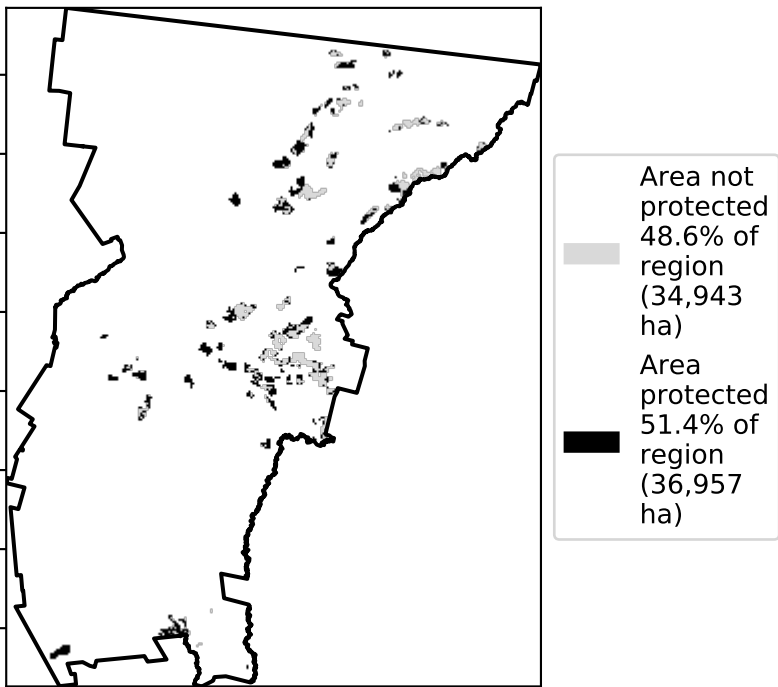 Area not
protected
48.6% of
region
(34,943
ha)
Area
protected
51.4% of
region
(36,957
ha)